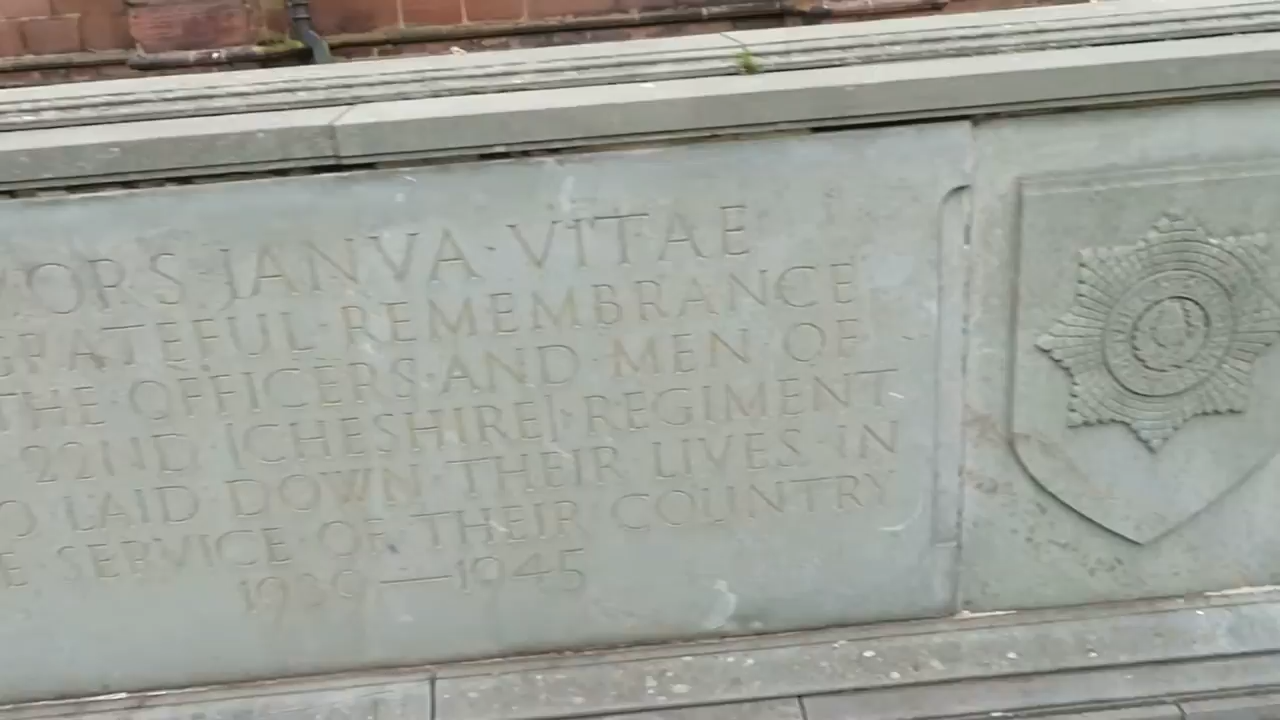 MORS·JANVA·VITAE
GRATEFUL·REMEMBRANCE
THE OFFICERS·AND MEN OF
22ND (CHESHIRE) REGIMENT
LAID DOWN THEIR LIVES IN
SERVICE OF THEIR COUNTRY
1939—1945